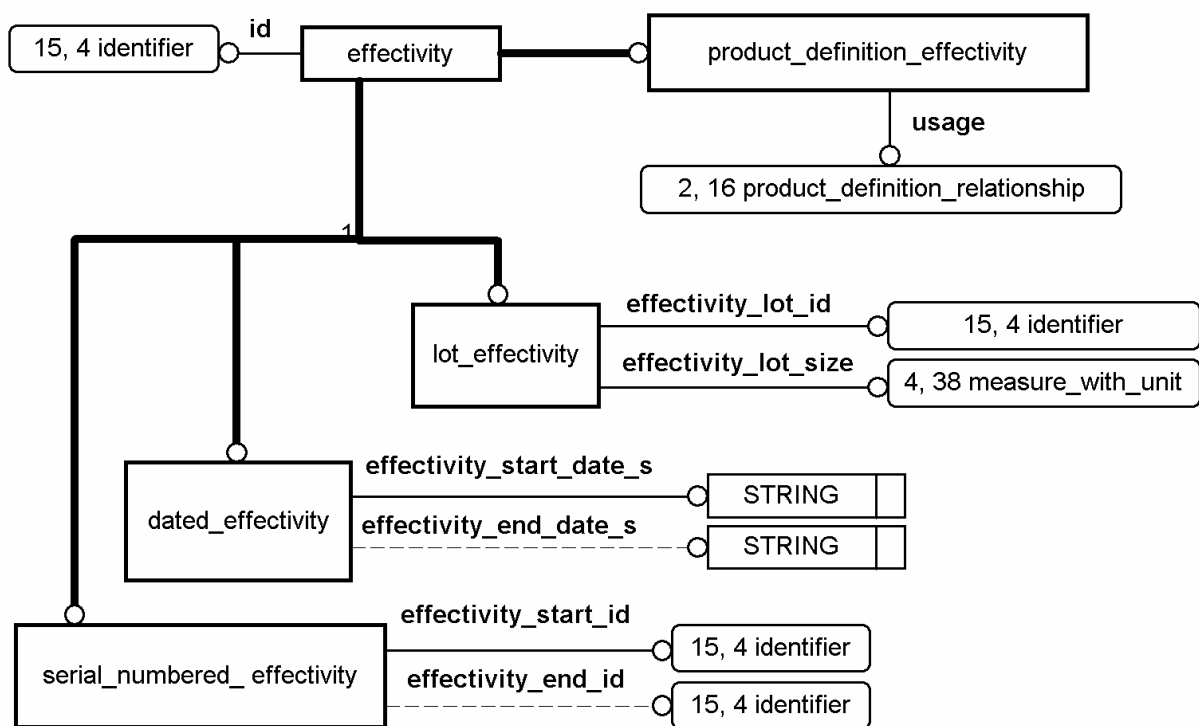 id
15, 4 identifier
effectivity
product_definition_effectivity
usage
2, 16 product_definition_relationship
1
effectivity_lot_id
15, 4 identifier
lot_effectivity
effectivity_lot_size
4, 38 measure_with_unit
effectivity_start_date_s
STRING
dated_effectivity
effectivity_end_date_s
STRING
effectivity_start_id
15, 4 identifier
serial_numbered_ effectivity
effectivity_end_id
15, 4 identifier